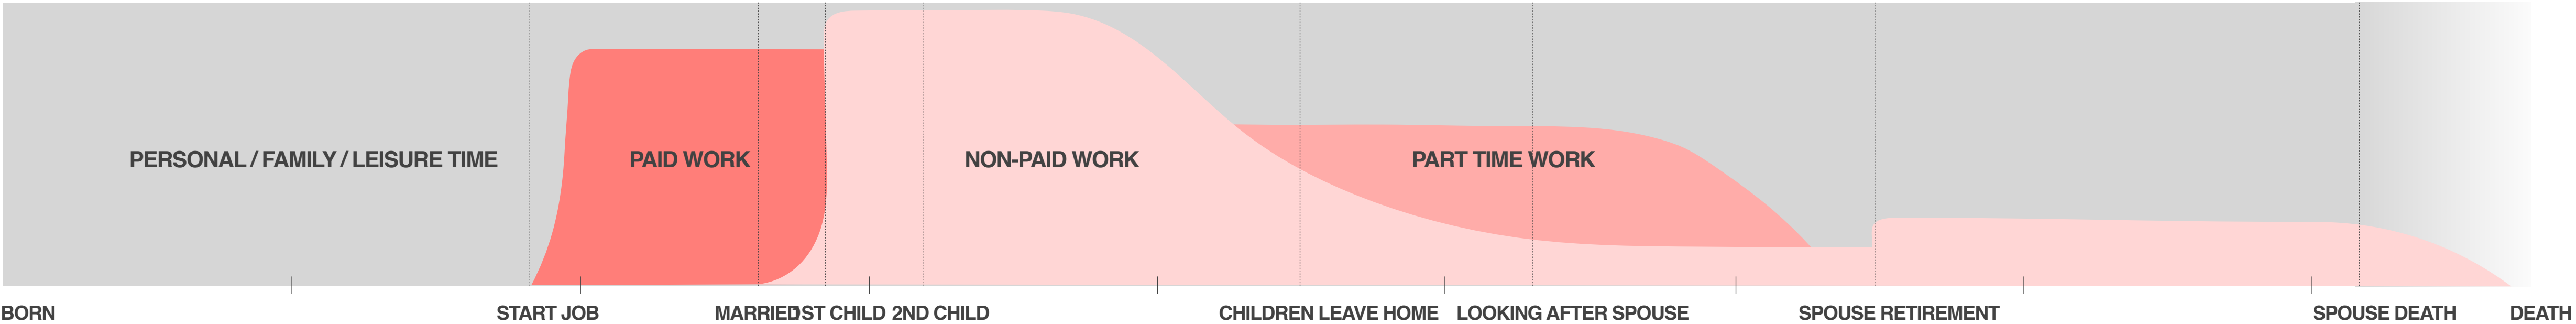 PERSONAL / FAMILY / LEISURE TIME
PAID WORK
NON-PAID WORK
PART TIME WORK
BORN
START JOB
MARRIED
ST CHILD
2ND CHILD
CHILDREN LEAVE HOME
LOOKING AFTER SPOUSE
SPOUSE RETIREMENT
SPOUSE DEATH
DEATH